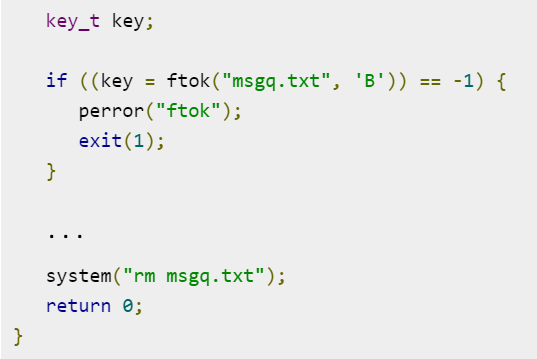 key_t key;
if ((key = ftok("msgq.txt", 'B')) == -1) {
perror("ftok");
exit(1);
}
...
system("rm msgq.txt");
return 0;
}